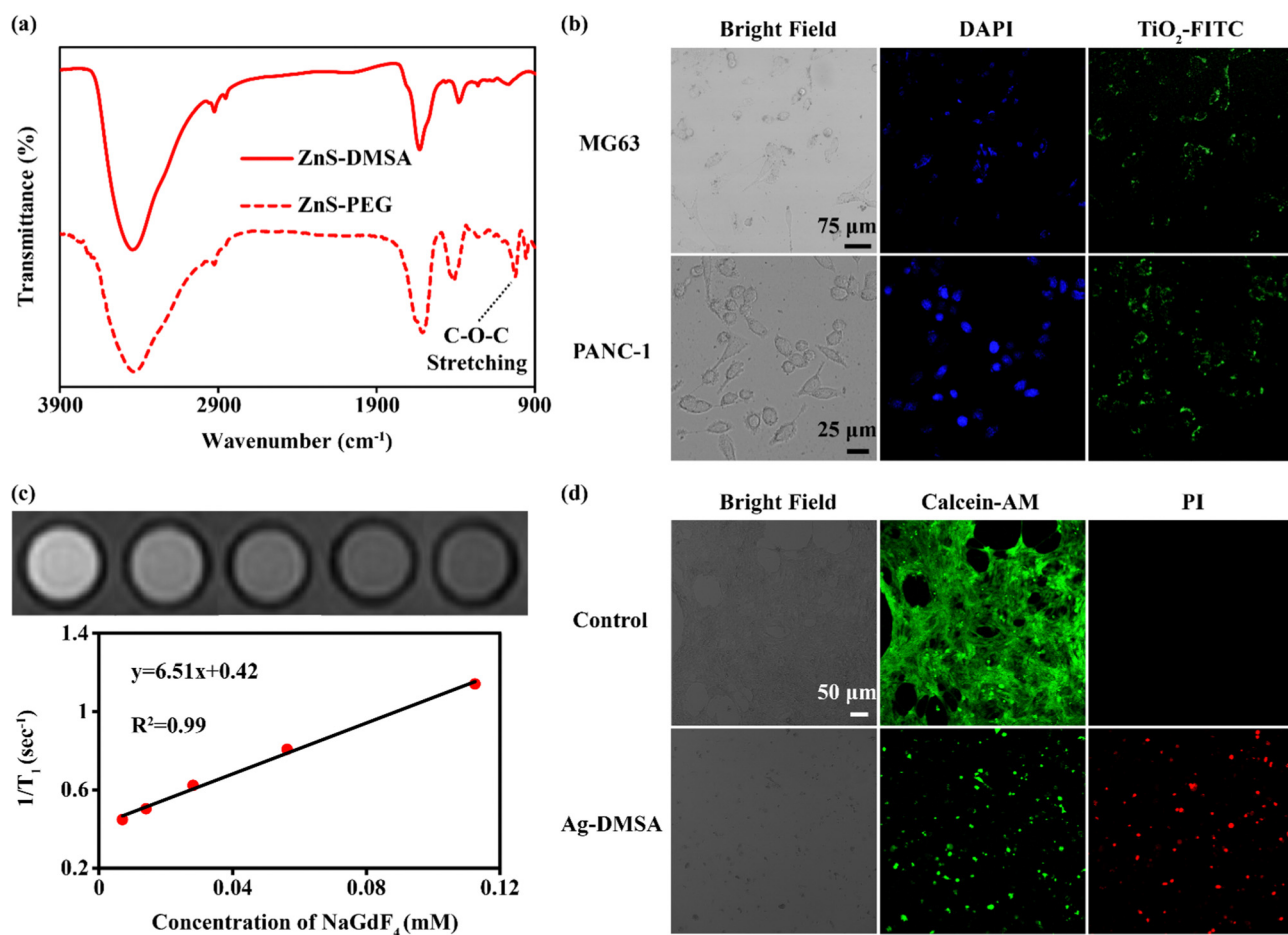 (a)
ZnS-DMSA
ZnS-PEG
C-O-C
Stretching
Transmittance (%)
3900 2900 1900 900
Wavenumber (cm⁻¹)
(b)
Bright Field DAPI TiO₂-FITC
MG63
75 µm
PANC-1
25 µm
(c)
1.4
y=6.51x+0.42
R²=0.99
1
0.6
0.2
1/T₁ (sec⁻¹)
0 0.04 0.08 0.12
Concentration of NaGdF₄ (mM)
(d)
Bright Field Calcein-AM PI
Control
50 µm
Ag-DMSA